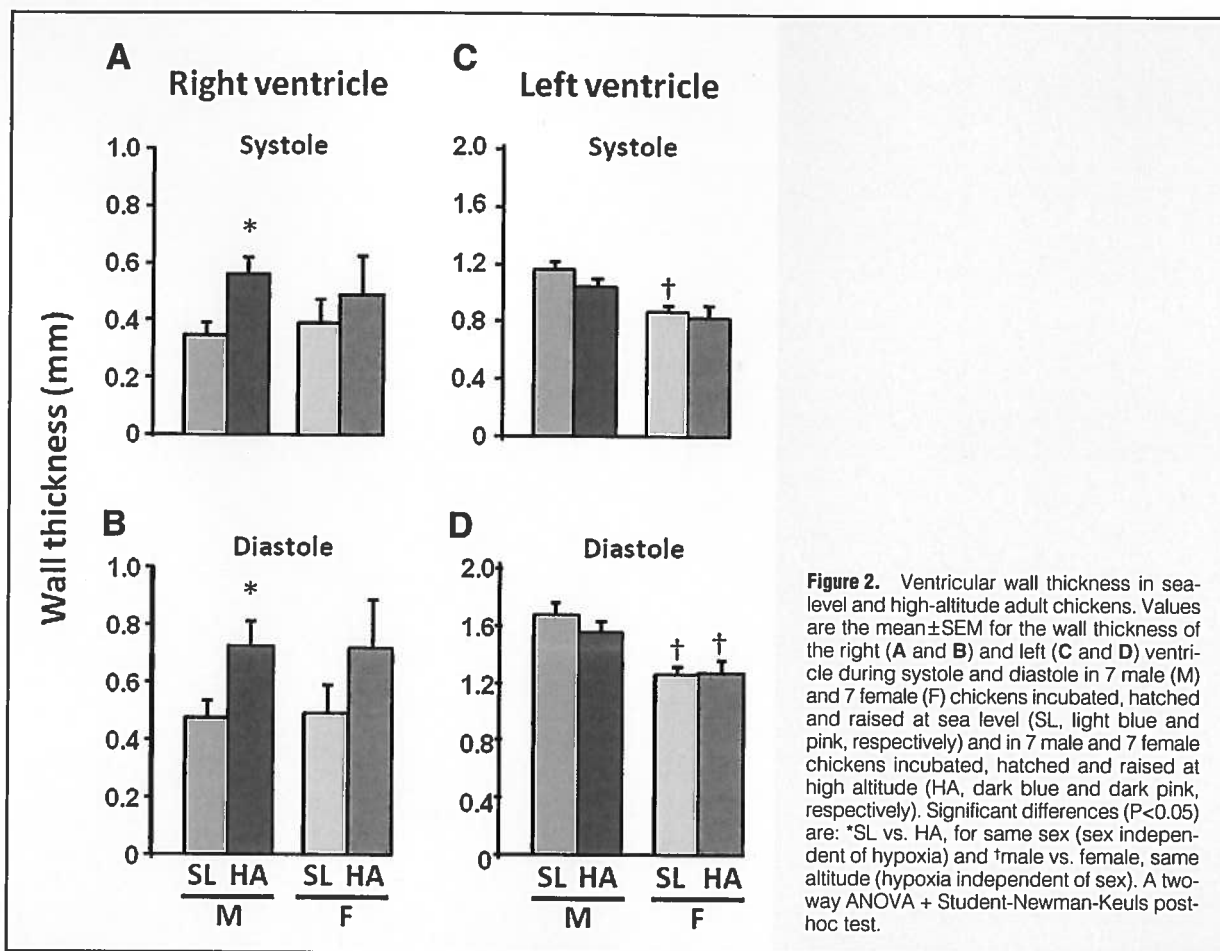 A
Right ventricle
Systole
1.0
0.8
0.6
0.4
0.2
0
*
C
Left ventricle
Systole
2.0
1.6
1.2
0.8
0.4
0
†
Wall thickness (mm)
B
Diastole
1.0
0.8
0.6
0.4
0.2
0
*
SL HA SL HA
M F
D
Diastole
2.0
1.6
1.2
0.4
0
† †
SL HA SL HA
M F
Figure 2. Ventricular wall thickness in sea-
level and high-altitude adult chickens. Values
are the mean±SEM for the wall thickness of
the right (A and B) and left (C and D) ventri-
cle during systole and diastole in 7 male (M)
and 7 female (F) chickens incubated, hatched
and raised at sea level (SL, light blue and
pink, respectively) and in 7 male and 7 female
chickens incubated, hatched and raised at
high altitude (HA, dark blue and dark pink,
respectively). Significant differences (P<0.05)
are: *SL vs. HA, for same sex (sex indepen-
dent of hypoxia) and †male vs. female, same
altitude (hypoxia independent of sex). A two-
way ANOVA + Student-Newman-Keuls post-
hoc test.